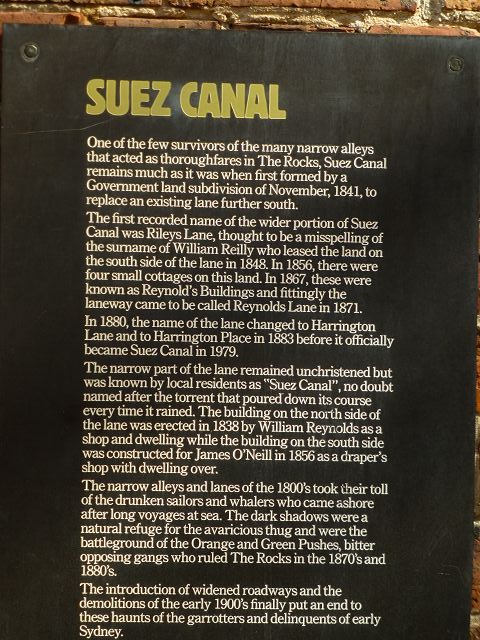 SUEZ CANAL
One of the few survivors of the many narrow alleys
that acted as thoroughfares in The Rocks, Suez Canal
remains much as it was when first formed by a
Government land subdivision of November, 1841, to
replace an existing lane further south.
The first recorded name of the wider portion of Suez
Canal was Rileys Lane, thought to be a misspelling of
the surname of William Reilly who leased the land on
the south side of the lane in 1848. In 1856, there were
four small cottages on this land. In 1867, these were
known as Reynold's Buildings and fittingly the
laneway came to be called Reynolds Lane in 1871.
In 1880, the name of the lane changed to Harrington
Lane and to Harrington Place in 1883 before it officially
became Suez Canal in 1979.
The narrow part of the lane remained unchristened but
was known by local residents as "Suez Canal", no doubt
named after the torrent that poured down its course
every time it rained. The building on the north side of
the lane was erected in 1838 by William Reynolds as a
shop and dwelling while the building on the south side
was constructed for James O'Neill in 1856 as a draper's
shop with dwelling over.
The narrow alleys and lanes of the 1800's took their toll
of the drunken sailors and whalers who came ashore
after long voyages at sea. The dark shadows were a
natural refuge for the avaricious thug and were the
battleground of the Orange and Green Pushes, bitter
opposing gangs who ruled The Rocks in the 1870's and
1880's.
The introduction of widened roadways and the
demolitions of the early 1900's finally put an end to
these haunts of the garrotters and delinquents of early
Sydney.